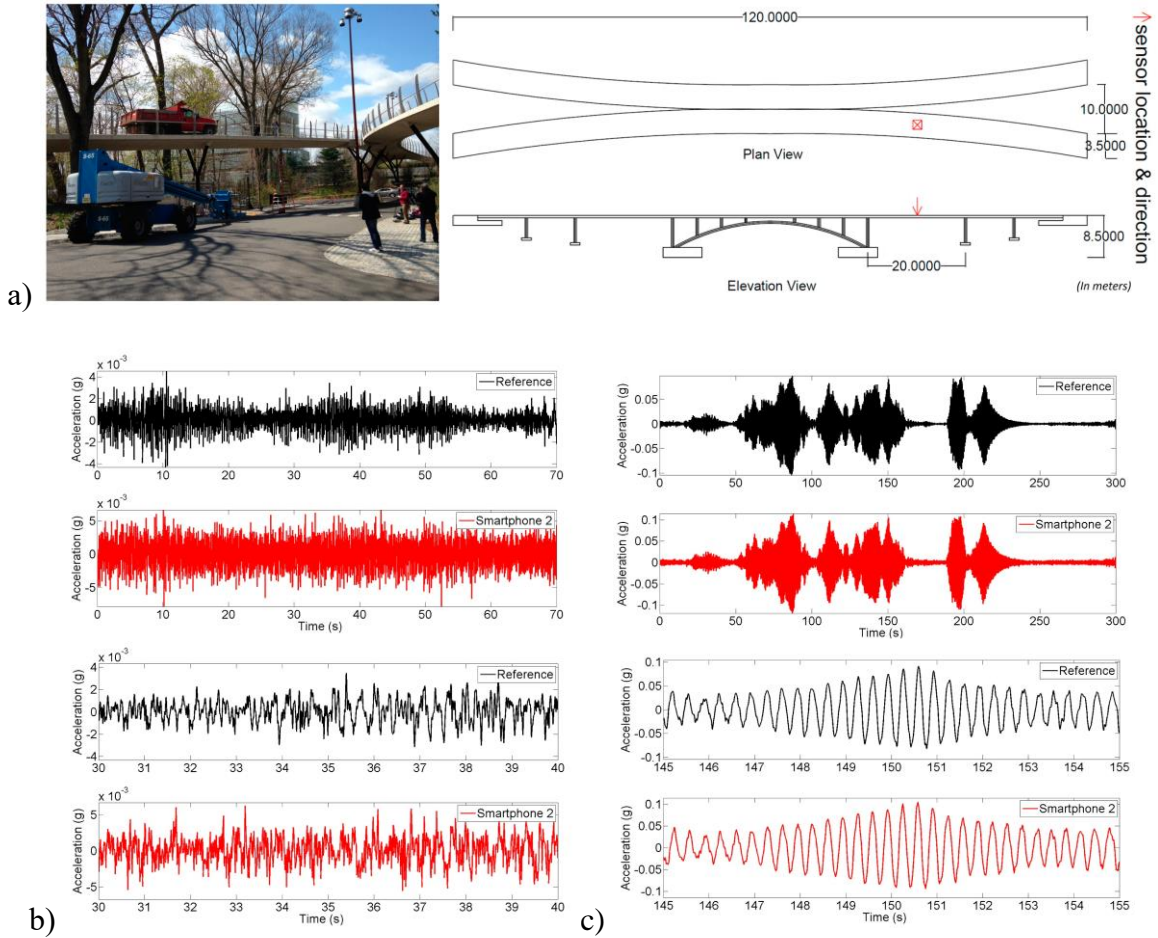 a)
120.0000
10.0000
3.5000
Plan View
8.5000
20.0000
Elevation View
(In meters)
sensor location & direction
b)
x 10⁻³
Acceleration (g)
4
2
0
-2
-4
0 10 20 30 40 50 60 70
Reference
x 10⁻³
Acceleration (g)
5
0
-5
0 10 20 30 40 50 60 70
Time (s)
Smartphone 2
x 10⁻³
Acceleration (g)
4
2
0
-2
-4
30 31 32 33 34 35 36 37 38 39 40
Reference
x 10⁻³
Acceleration (g)
5
0
-5
30 31 32 33 34 35 36 37 38 39 40
Time (s)
Smartphone 2
c)
Acceleration (g)
0.05
0
-0.05
-0.1
0 50 100 150 200 250 300
Reference
Acceleration (g)
0.1
0.05
0
-0.05
-0.1
0 50 100 150 200 250 300
Time (s)
Smartphone 2
Acceleration (g)
0.1
0.05
0
-0.05
-0.1
145 146 147 148 149 150 151 152 153 154 155
Reference
Acceleration (g)
0.1
0.05
0
-0.05
-0.1
145 146 147 148 149 150 151 152 153 154 155
Time (s)
Smartphone 2